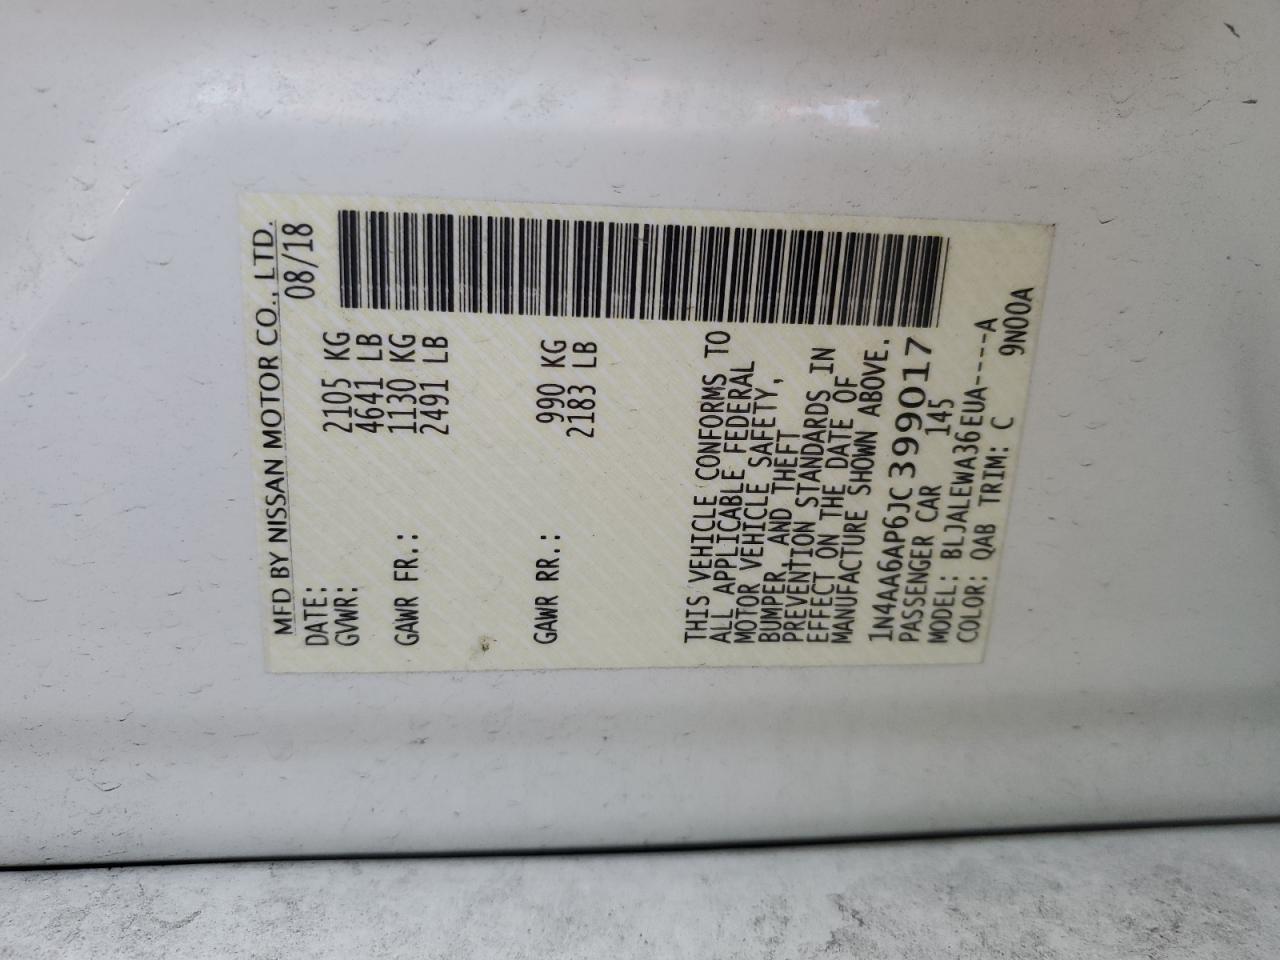 MFD BY NISSAN MOTOR CO., LTD.
DATE: 08/18
GVWR: 2105 KG
4641 LB
GAWR FR.: 1130 KG
2491 LB
GAWR RR.: 990 KG
2183 LB
THIS VEHICLE CONFORMS TO
ALL APPLICABLE FEDERAL
MOTOR VEHICLE SAFETY,
BUMPER, AND THEFT
PREVENTION STANDARDS IN
EFFECT ON THE DATE OF
MANUFACTURE SHOWN ABOVE.
1N4AA6AP6JC399017
PASSENGER CAR 145
MODEL: BLJALEWA36EUA-----A
COLOR: QAB TRIM: C 9N00A